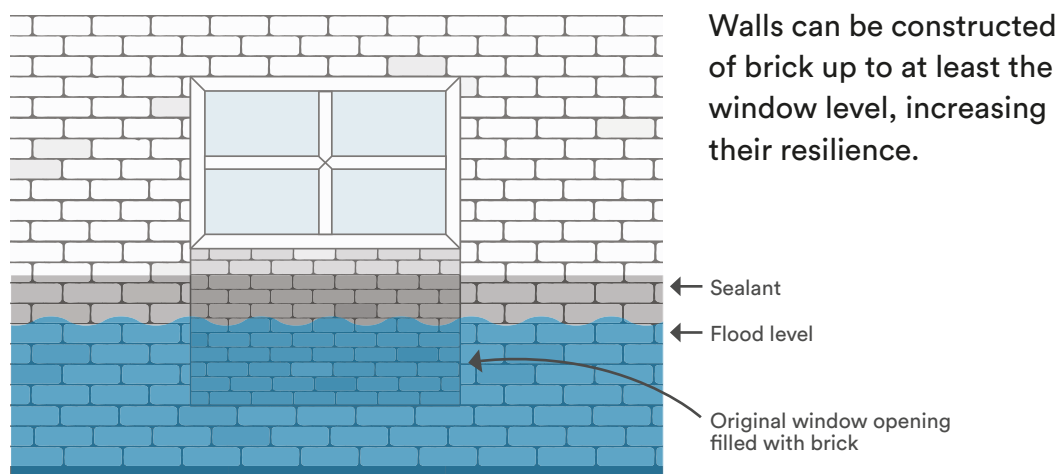 Walls can be constructed
of brick up to at least the
window level, increasing
their resilience.
Sealant
Flood level
Original window opening
filled with brick